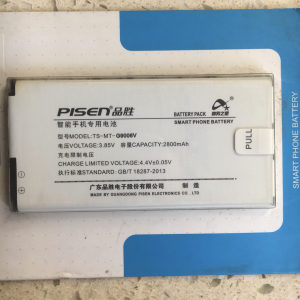 PISEN 品胜
BATTERY PACK
智能手机专用电池
SMART PHONE BATTERY
型号MODEL:TS-MT-G9006V
电压VOLTAGE:3.85V 容量CAPACITY:2800mAh
充电限制电压
CHARGE LIMITED VOLTAGE:4.4V±0.05V
执行标准STANDARD: GB/T 18287-2013
广东品胜电子股份有限公司 制 造
MADE BY GUANGDONG PISEN ELECTRONICS CO., LTD.
PULL
SMART PHONE BATTERY